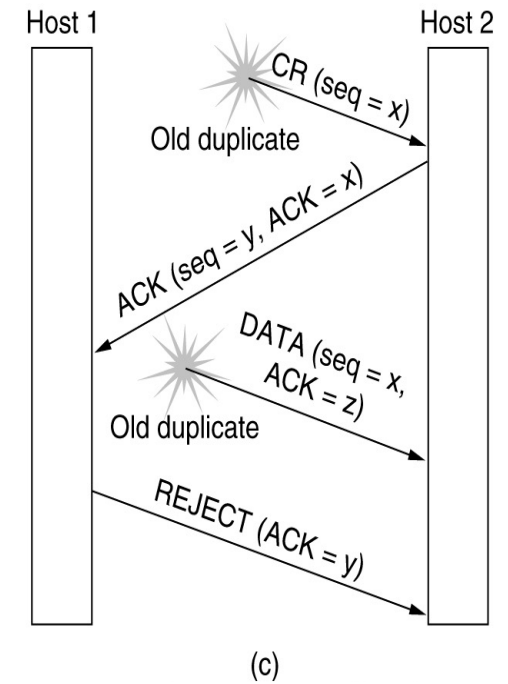 Host 1
Host 2
CR (seq = x)
Old duplicate
ACK (seq = y, ACK = x)
DATA (seq = x,
ACK = z)
Old duplicate
REJECT (ACK = y)
(c)